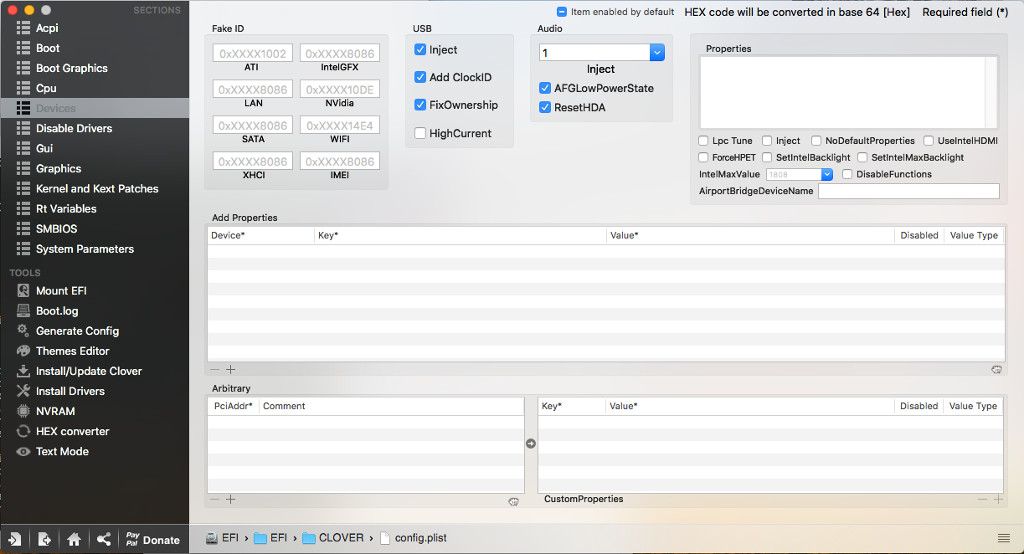 SECTIONS
Acpi
Boot
Boot Graphics
Cpu
Devices
Disable Drivers
Gui
Graphics
Kernel and Kext Patches
Rt Variables
SMBIOS
System Parameters
TOOLS
Mount EFI
Boot.log
Generate Config
Themes Editor
Install/Update Clover
Install Drivers
NVRAM
HEX converter
Text Mode
Pay Pal Donate
Item enabled by default HEX code will be converted in base 64 [Hex] Required field (*)
Fake ID
0xXXXX1002 0xXXXX8086
ATI IntelGFX
0xXXXX8086 0xXXXX10DE
LAN NVidia
0xXXXX8086 0xXXXX14E4
SATA WIFI
0xXXXX8086 0xXXXX8086
XHCI IMEI
USB
Inject
Add ClockID
FixOwnership
HighCurrent
Audio
1
Inject
AFGLowPowerState
ResetHDA
Properties
Lpc Tune Inject NoDefaultProperties UseIntelHDMI
ForceHPET SetIntelBacklight SetIntelMaxBacklight
IntelMaxValue 1808 DisableFunctions
AirportBridgeDeviceName
Add Properties
Device* Key* Value* Disabled Value Type
Arbitrary
PciAddr* Comment
Key* Value* Disabled Value Type
CustomProperties
EFI › EFI › CLOVER › config.plist